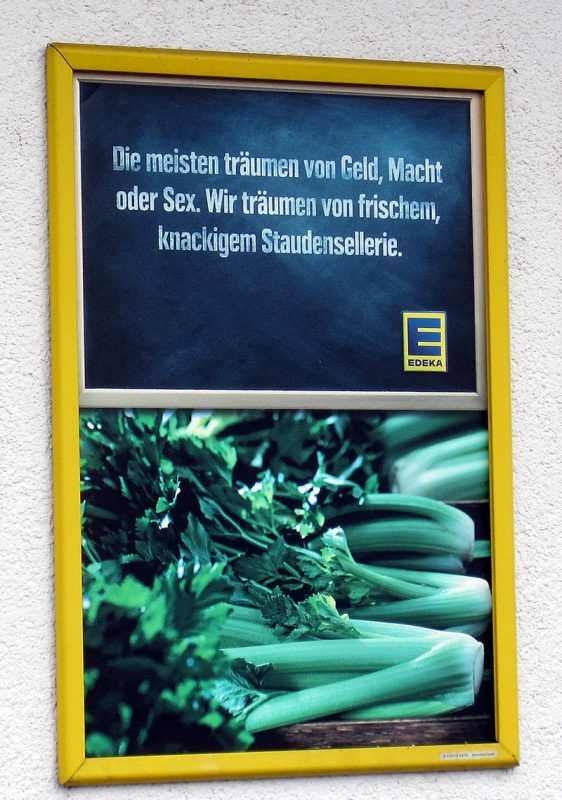 Die meisten träumen von Geld, Macht
oder Sex. Wir träumen von frischem,
knackigem Staudensellerie.
E
EDEKA